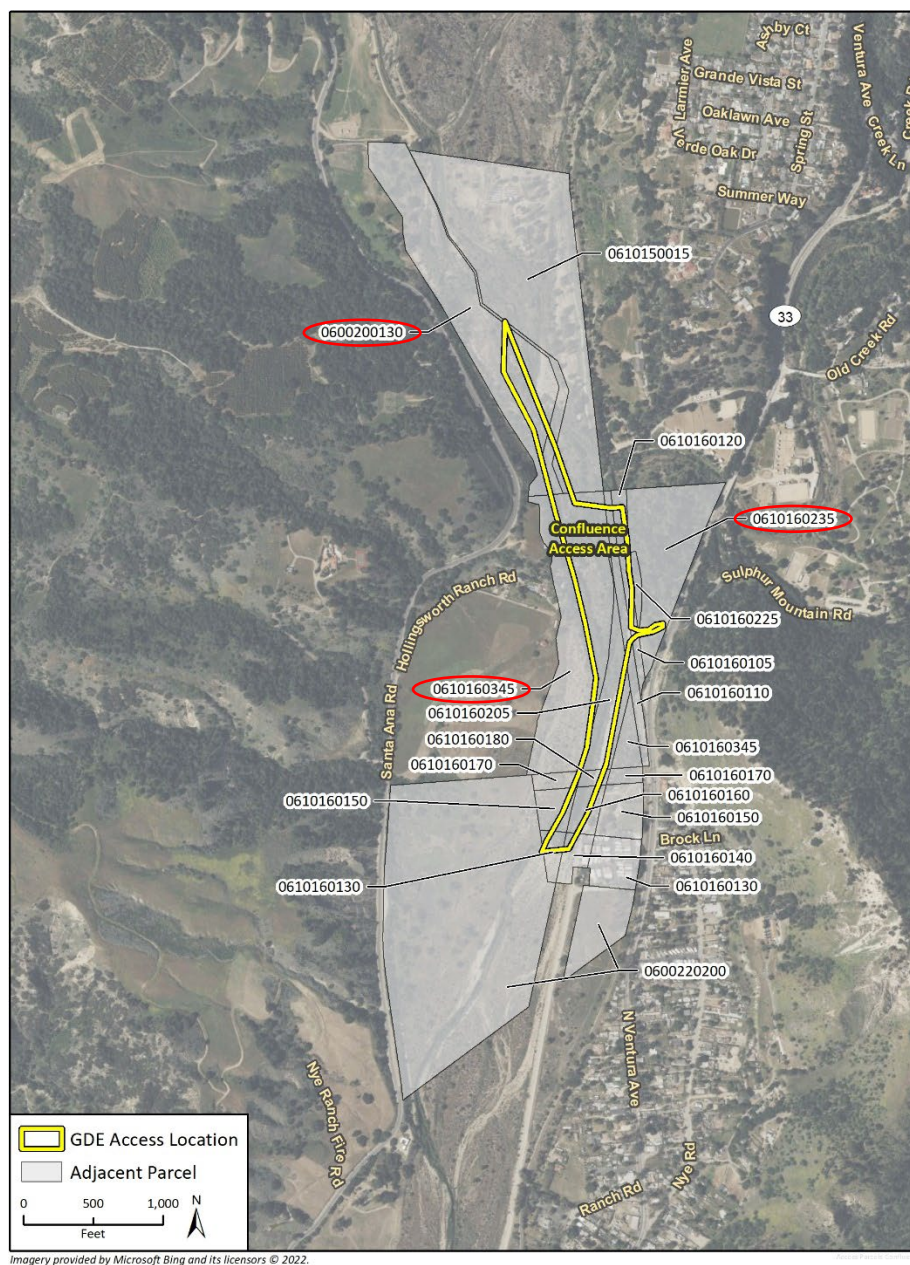 Ashby Ct
Ventura Ave
Creek Ln
Larmier Ave
Grande Vista St
Oaklawn Ave
Spring St
Summer Way
33
Old Creek Rd
0610150015
0600200130
0610160120
0610160235
Confluence
Access Area
Sulphur Mountain Rd
Hollingsworth Ranch Rd
0610160225
0610160105
0610160345
0610160110
0610160205
Santa Ana Rd
0610160180
0610160345
0610160170
0610160170
0610160160
0610160150
0610160150
Brock Ln
0610160140
0610160130
0610160130
0600220200
N Ventura Ave
Nye Ranch Fire Rd
Nye Rd
Ranch Rd
GDE Access Location
Adjacent Parcel
0 500 1,000
Feet
N
Imagery provided by Microsoft Bing and its licensors © 2022.